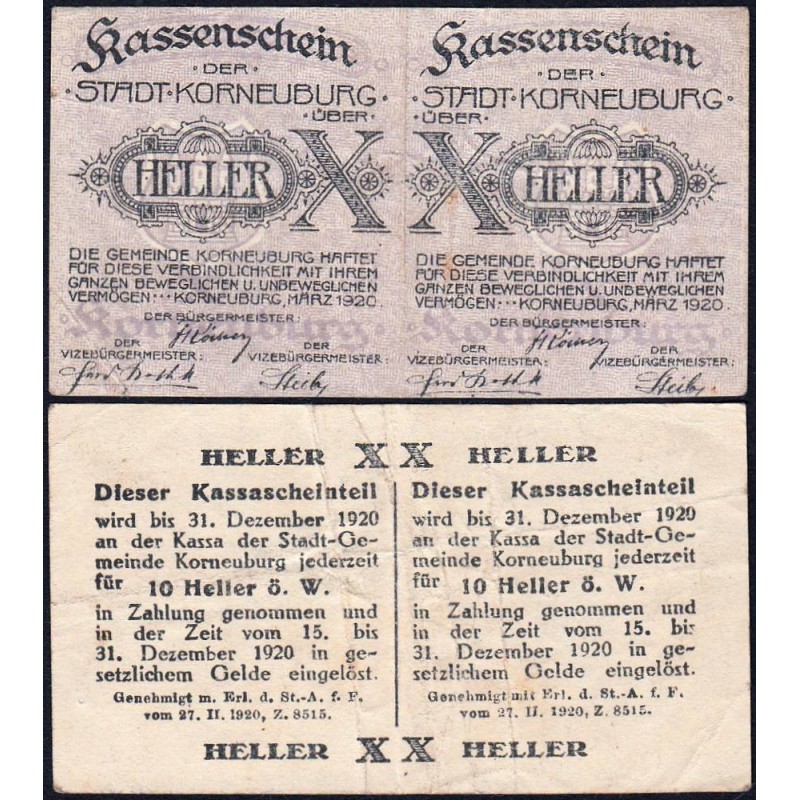 Kassenschein
· DER ·
· STADT · KORNEUBURG ·
· ÜBER ·
HELLER X
DIE GEMEINDE KORNEUBURG HAFTET
FÜR DIESE VERBINDLICHKEIT MIT IHREM
GANZEN BEWEGLICHEN U. UNBEWEGLICHEN
VERMÖGEN ··· KORNEUBURG, MÄRZ 1920.
Korneuburg
DER BÜRGERMEISTER:
DER
VIZEBÜRGERMEISTER:
DER
VIZEBÜRGERMEISTER:
Kassenschein
· DER ·
· STADT · KORNEUBURG ·
· ÜBER ·
X HELLER
DIE GEMEINDE KORNEUBURG HAFTET
FÜR DIESE VERBINDLICHKEIT MIT IHREM
GANZEN BEWEGLICHEN U. UNBEWEGLICHEN
VERMÖGEN ··· KORNEUBURG, MÄRZ 1920.
Korneuburg
DER BÜRGERMEISTER:
DER
VIZEBÜRGERMEISTER:
DER
VIZEBÜRGERMEISTER:
HELLER X X HELLER
Dieser Kassascheinteil
wird bis 31. Dezember 1920
an der Kassa der Stadt-Ge-
meinde Korneuburg jederzeit
für 10 Heller ö. W.
in Zahlung genommen und
in der Zeit vom 15. bis
31. Dezember 1920 in ge-
setzlichem Gelde eingelöst.
Genehmigt m. Erl. d. St.-A. f. F.
vom 27. II. 1920, Z. 8515.
Dieser Kassascheinteil
wird bis 31. Dezember 1920
an der Kassa der Stadt-Ge-
meinde Korneuburg jederzeit
für 10 Heller ö. W.
in Zahlung genommen und
in der Zeit vom 15. bis
31. Dezember 1920 in ge-
setzlichem Gelde eingelöst.
Genehmigt mit Erl. d. St.-A. f. F.
vom 27. II. 1920, Z. 8515.
HELLER X X HELLER